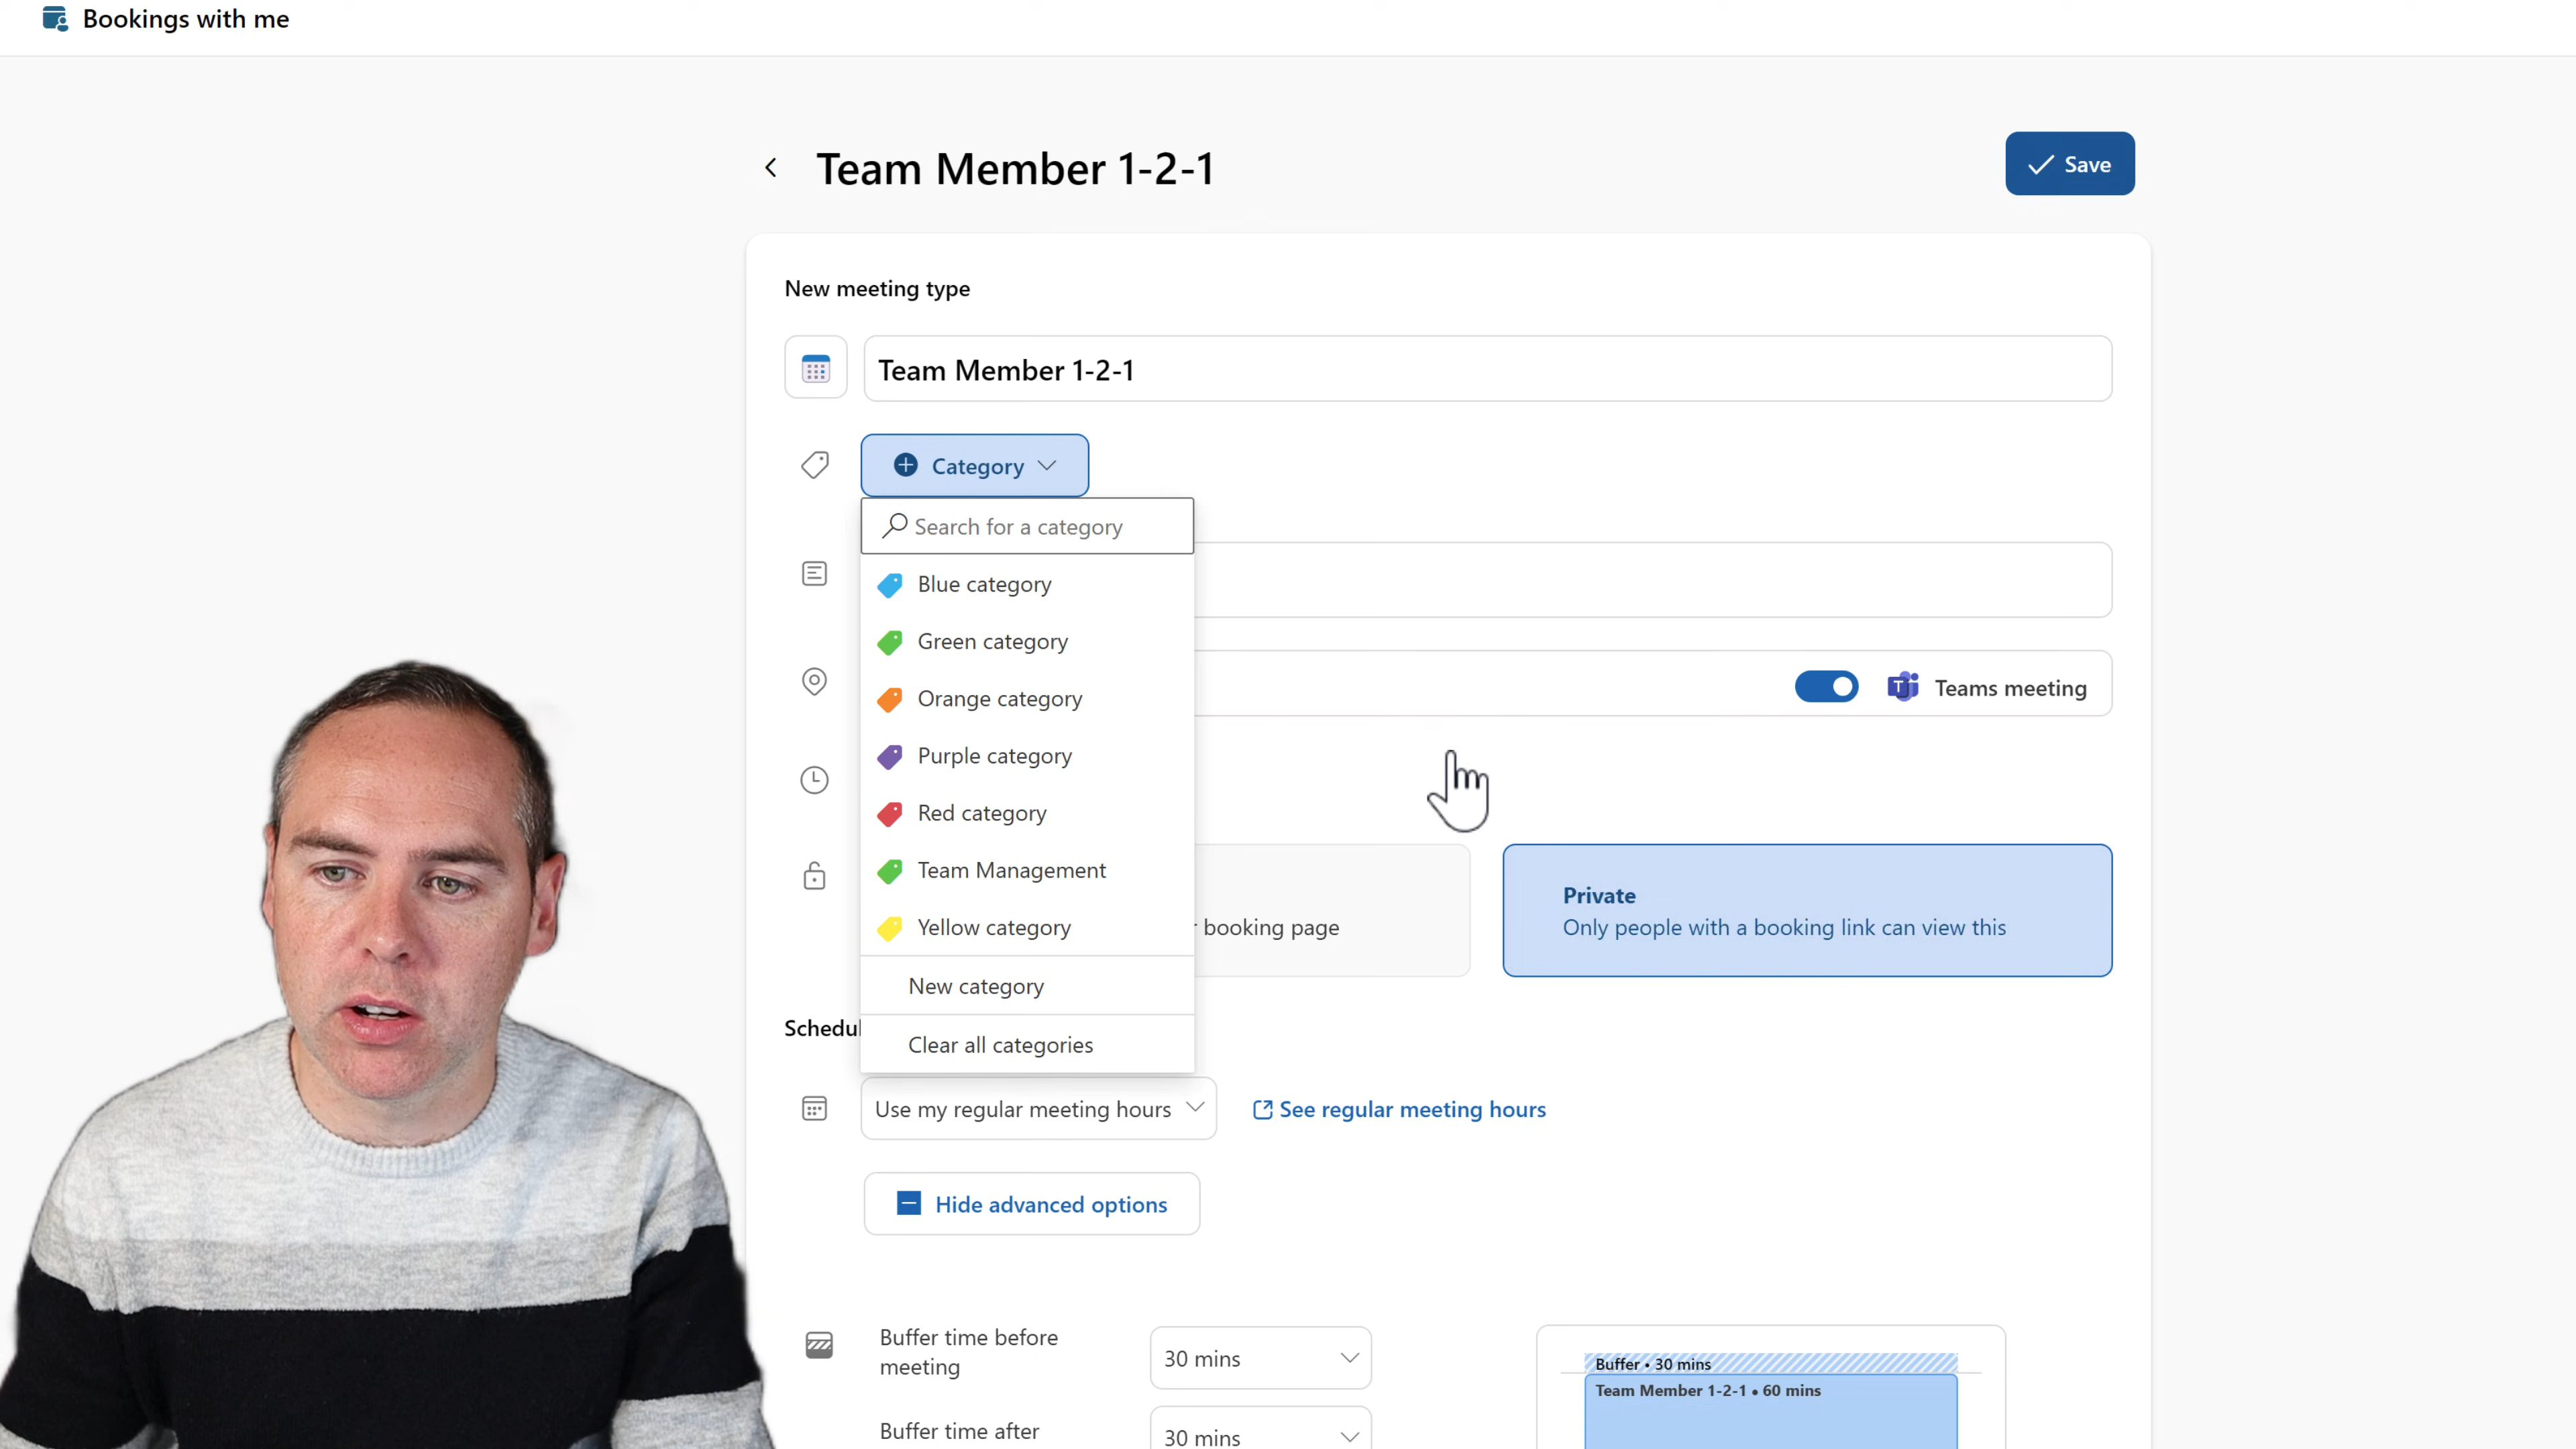 Bookings with me
Team Member 1-2-1
Save
New meeting type
Team Member 1-2-1
Category
Search for a category
Blue category
Green category
Orange category
Teams meeting
Purple category
Red category
Team Management
Yellow category
booking page
Private
Only people with a booking link can view this
New category
Schedul
Clear all categories
Use my regular meeting hours
See regular meeting hours
Hide advanced options
Buffer time before
meeting
30 mins
Buffer • 30 mins
Team Member 1-2-1 • 60 mins
Buffer time after
30 mins